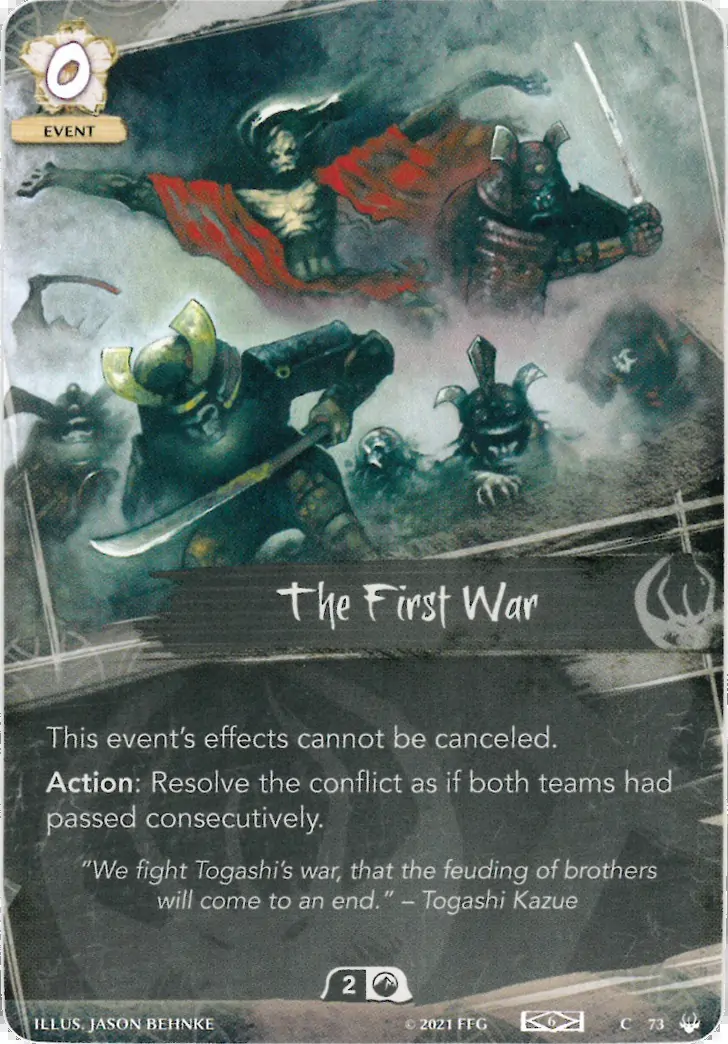 0
EVENT
The First War
This event's effects cannot be canceled.
Action: Resolve the conflict as if both teams had
passed consecutively.
"We fight Togashi's war, that the feuding of brothers
will come to an end." – Togashi Kazue
2
ILLUS. JASON BEHNKE © 2021 FFG 6 C 73